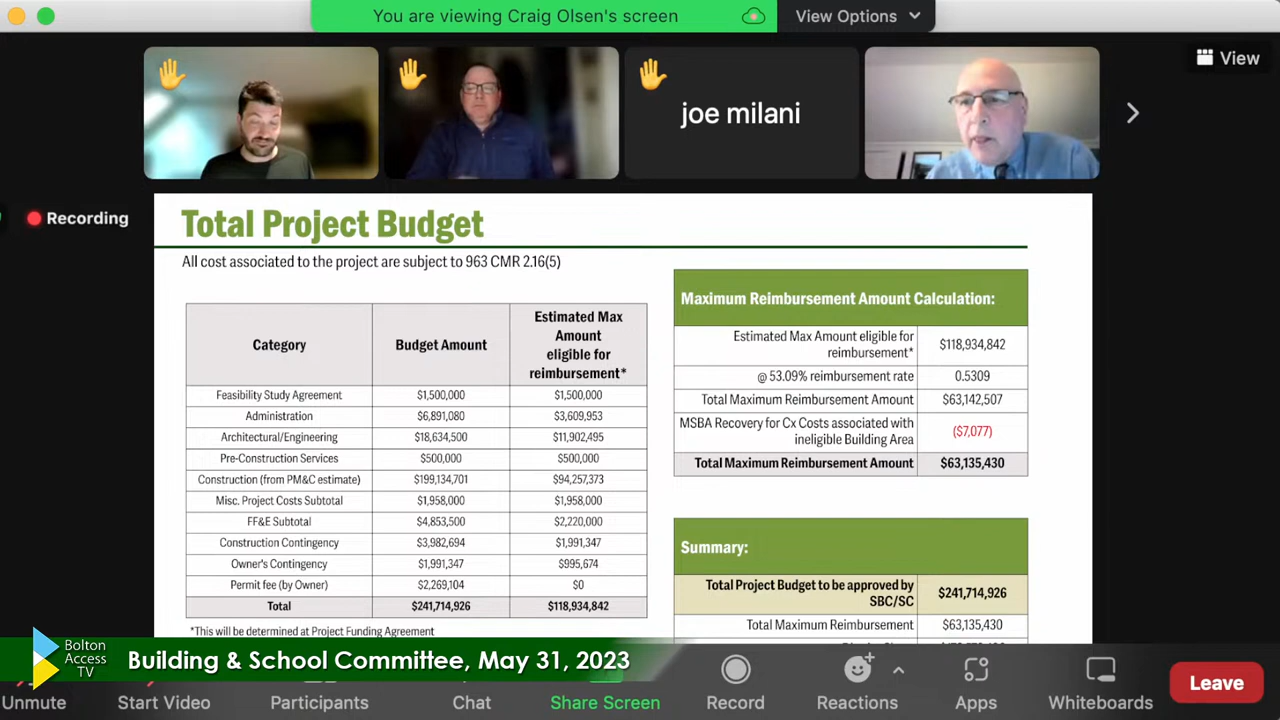 You are viewing Craig Olsen's screen
View Options
View
joe milani
Recording
Total Project Budget
All cost associated to the project are subject to 963 CMR 2.16(5)
Category Budget Amount Estimated Max Amount eligible for reimbursement*
Feasibility Study Agreement $1,500,000 $1,500,000
Administration $6,891,080 $3,609,953
Architectural/Engineering $18,634,500 $11,902,495
Pre-Construction Services $500,000 $500,000
Construction (from PM&C estimate) $199,134,701 $94,257,373
Misc. Project Costs Subtotal $1,958,000 $1,958,000
FF&E Subtotal $4,853,500 $2,220,000
Construction Contingency $3,982,694 $1,991,347
Owner's Contingency $1,991,347 $995,674
Permit fee (by Owner) $2,269,104 $0
Total $241,714,926 $118,934,842
*This will be determined at Project Funding Agreement
Maximum Reimbursement Amount Calculation:
Estimated Max Amount eligible for reimbursement* $118,934,842
@ 53.09% reimbursement rate 0.5309
Total Maximum Reimbursement Amount $63,142,507
MSBA Recovery for Cx Costs associated with ineligible Building Area ($7,077)
Total Maximum Reimbursement Amount $63,135,430
Summary:
Total Project Budget to be approved by SBC/SC $241,714,926
Total Maximum Reimbursement $63,135,430
Bolton
Access
TV
Building & School Committee, May 31, 2023
Unmute
Start Video
Participants
Chat
Share Screen
Record
Reactions
Apps
Whiteboards
Leave